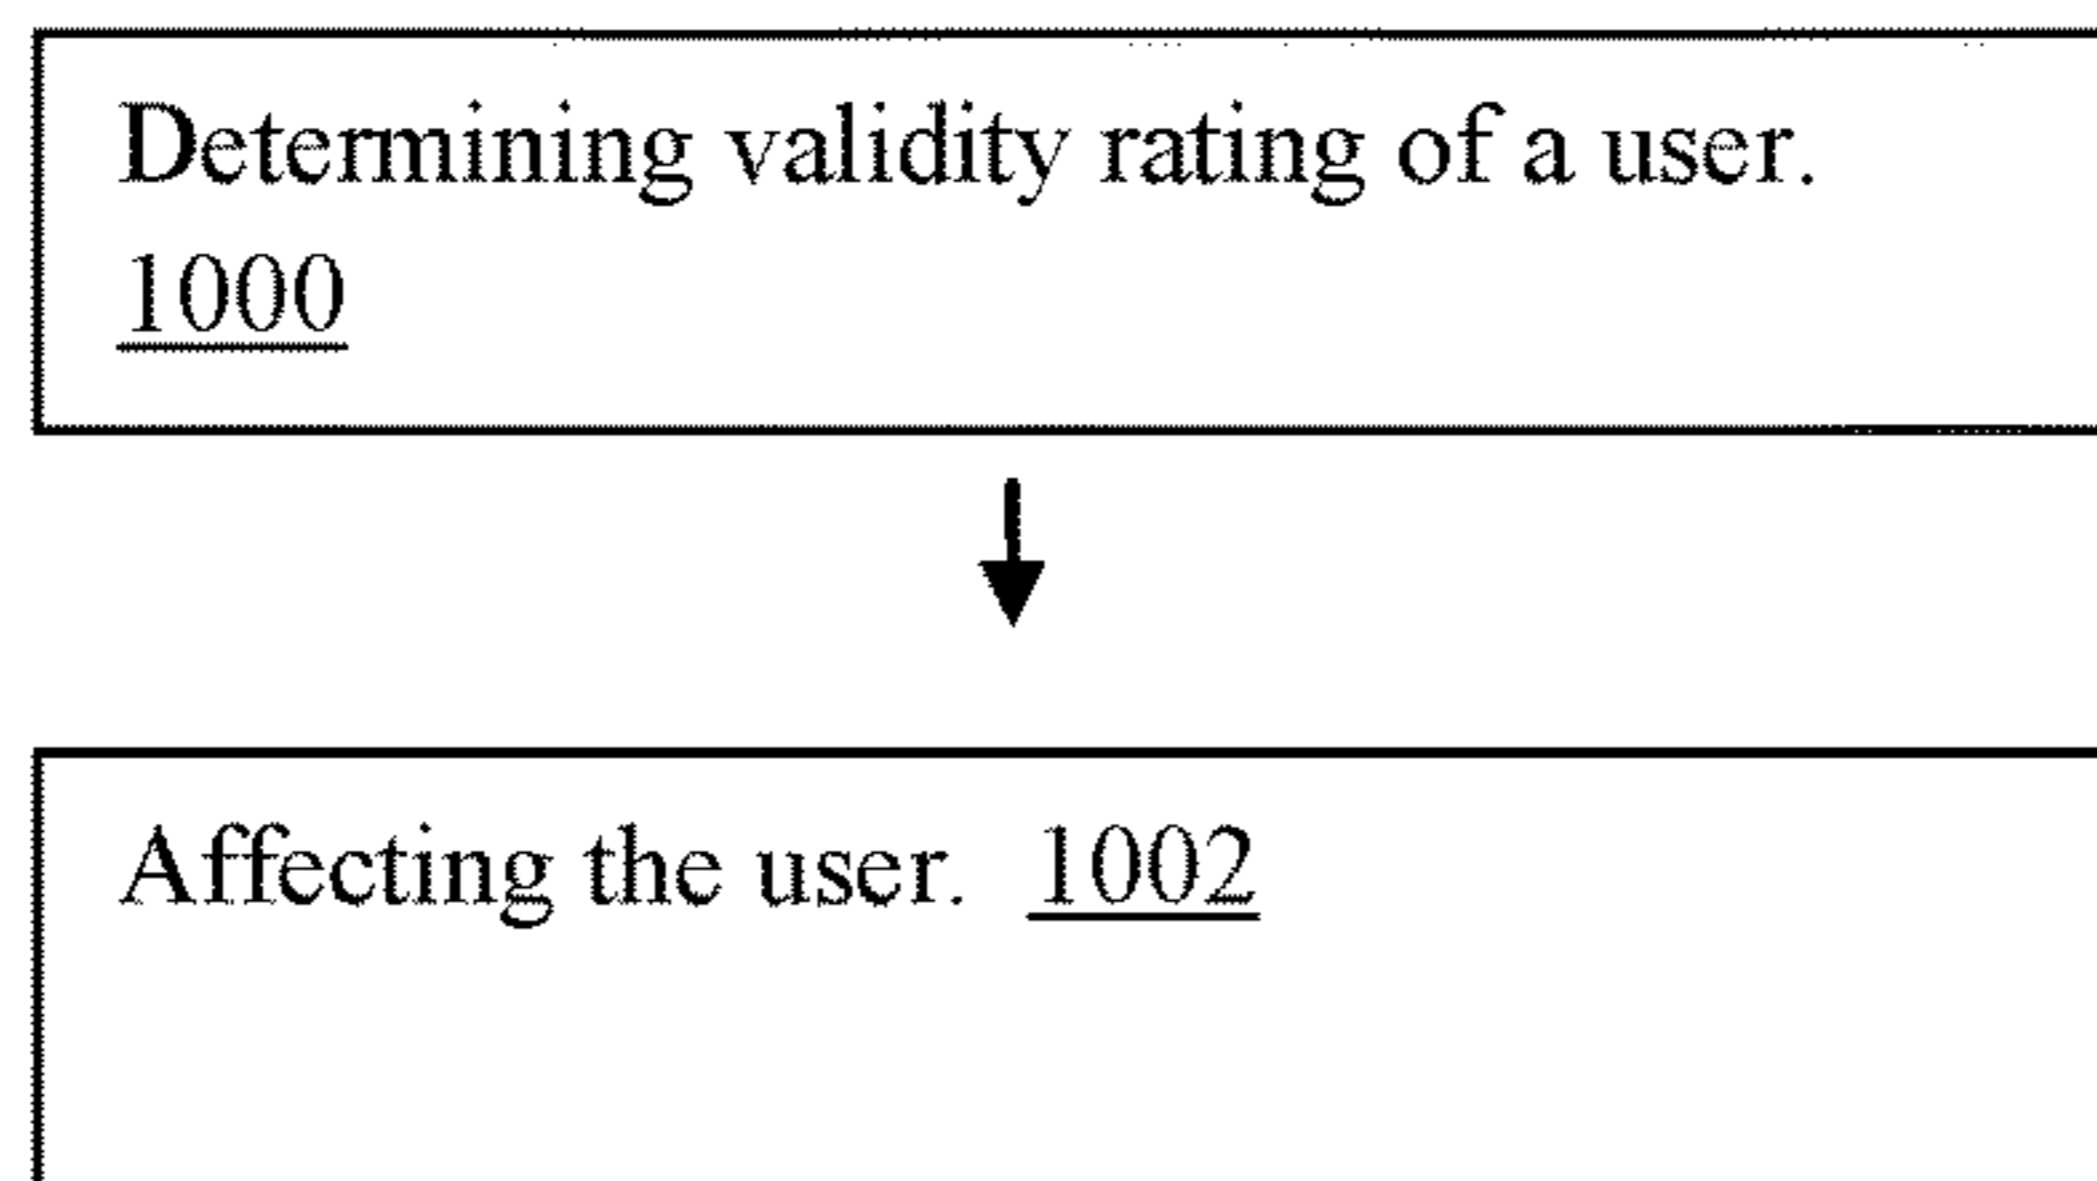 Determining validity rating of a user.
1000
Affecting the user. 1002